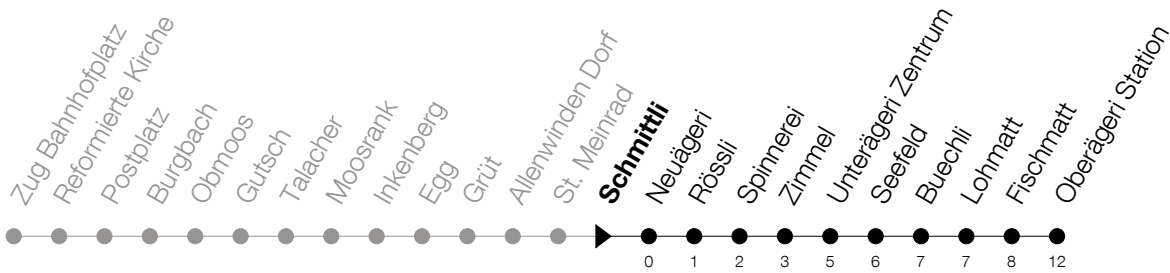 Zug Bahnhofplatz
Reformierte Kirche
Postplatz
Burgbach
Obmoos
Gutsch
Talacher
Moosrank
Inkenberg
Egg
Grüt
Allenwinden Dorf
St. Meinrad
Schmittli
Neuägeri
Rössli
Spinnerei
Zimmel
Unterägeri Zentrum
Seefeld
Buechli
Lohmatt
Fischmatt
Oberägeri Station
0 1 2 3 5 6 7 7 8 12